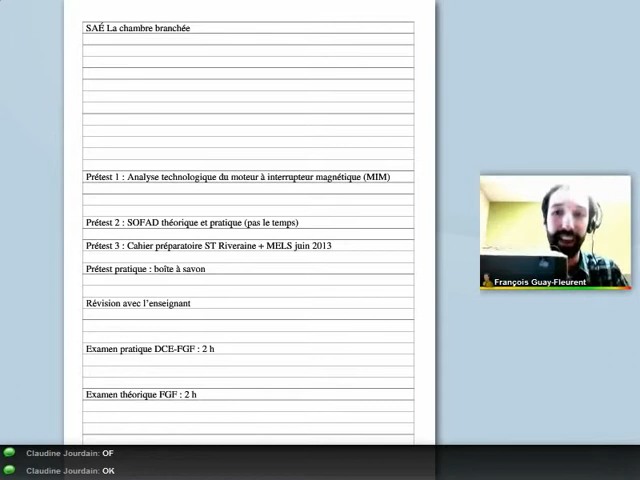 SAÉ La chambre branchée
Prétest 1 : Analyse technologique du moteur à interrupteur magnétique (MIM)
Prétest 2 : SOFAD théorique et pratique (pas le temps)
Prétest 3 : Cahier préparatoire ST Riveraine + MELS juin 2013
Prétest pratique : boîte à savon
Révision avec l'enseignant
Examen pratique DCE-FGF : 2 h
Examen théorique FGF : 2 h
François Guay-Fleurent
Claudine Jourdain: OF
Claudine Jourdain: OK